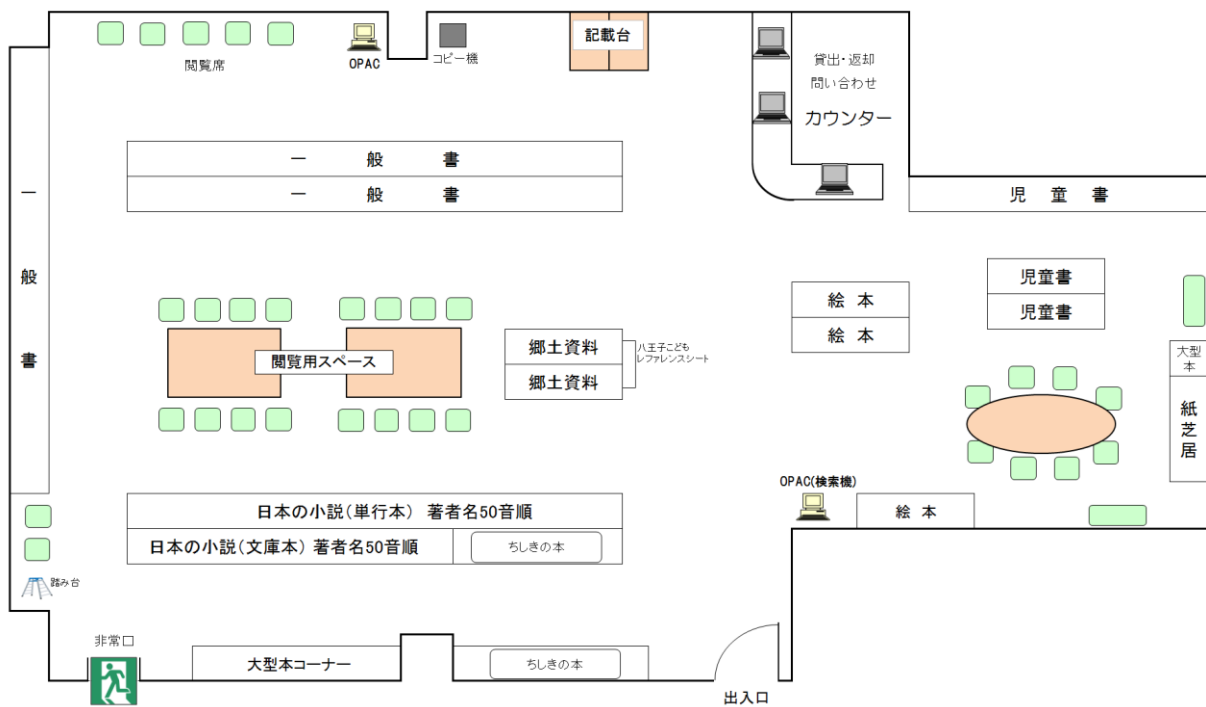 閲覧席
OPAC
コピー機
記載台
貸出・返却
問い合わせ
カウンター
一般書
一般書
一般書
児童書
児童書
児童書
絵本
絵本
閲覧用スペース
郷土資料
郷土資料
八王子こども
レファレンスシート
大型
本
紙芝居
OPAC(検索機)
絵本
日本の小説(単行本) 著者名50音順
日本の小説(文庫本) 著者名50音順
ちしきの本
踏み台
非常口
大型本コーナー
ちしきの本
出入口